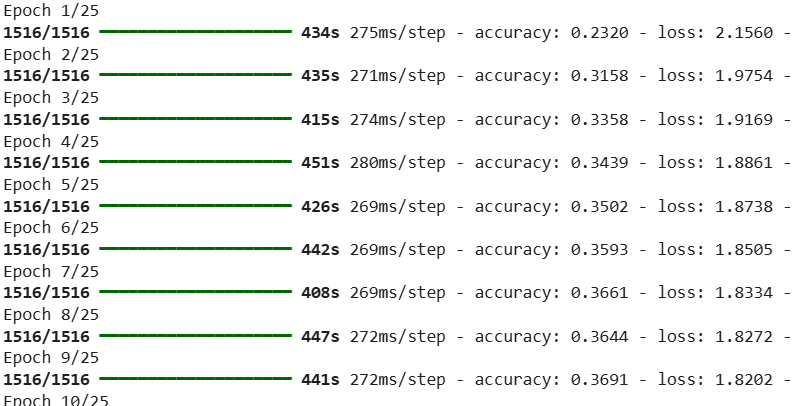 Epoch 1/25
1516/1516 ━━━━━━━━━━━━━━━━━━━━ 434s 275ms/step - accuracy: 0.2320 - loss: 2.1560 -
Epoch 2/25
1516/1516 ━━━━━━━━━━━━━━━━━━━━ 435s 271ms/step - accuracy: 0.3158 - loss: 1.9754 -
Epoch 3/25
1516/1516 ━━━━━━━━━━━━━━━━━━━━ 415s 274ms/step - accuracy: 0.3358 - loss: 1.9169 -
Epoch 4/25
1516/1516 ━━━━━━━━━━━━━━━━━━━━ 451s 280ms/step - accuracy: 0.3439 - loss: 1.8861 -
Epoch 5/25
1516/1516 ━━━━━━━━━━━━━━━━━━━━ 426s 269ms/step - accuracy: 0.3502 - loss: 1.8738 -
Epoch 6/25
1516/1516 ━━━━━━━━━━━━━━━━━━━━ 442s 269ms/step - accuracy: 0.3593 - loss: 1.8505 -
Epoch 7/25
1516/1516 ━━━━━━━━━━━━━━━━━━━━ 408s 269ms/step - accuracy: 0.3661 - loss: 1.8334 -
Epoch 8/25
1516/1516 ━━━━━━━━━━━━━━━━━━━━ 447s 272ms/step - accuracy: 0.3644 - loss: 1.8272 -
Epoch 9/25
1516/1516 ━━━━━━━━━━━━━━━━━━━━ 441s 272ms/step - accuracy: 0.3691 - loss: 1.8202 -
Epoch 10/25